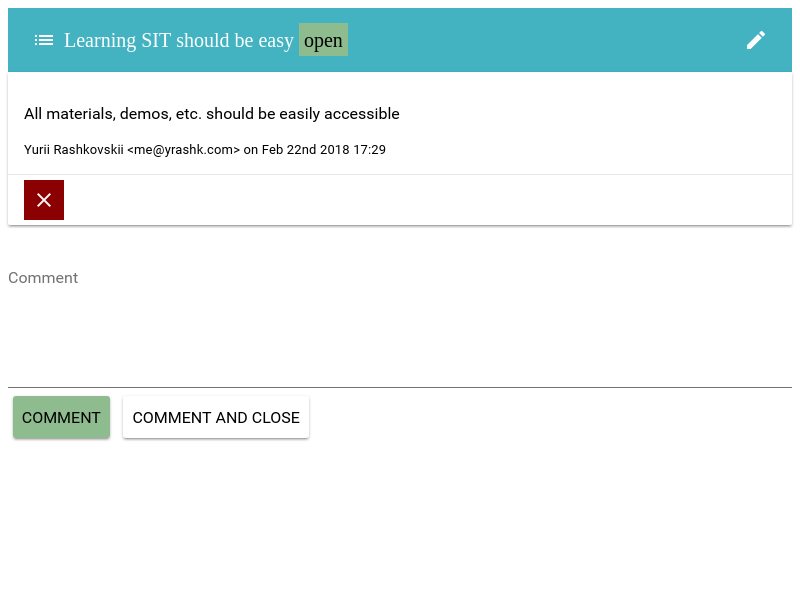 Learning SIT should be easy open
All materials, demos, etc. should be easily accessible
Yurii Rashkovskii <me@yrashk.com> on Feb 22nd 2018 17:29
Comment
COMMENT COMMENT AND CLOSE